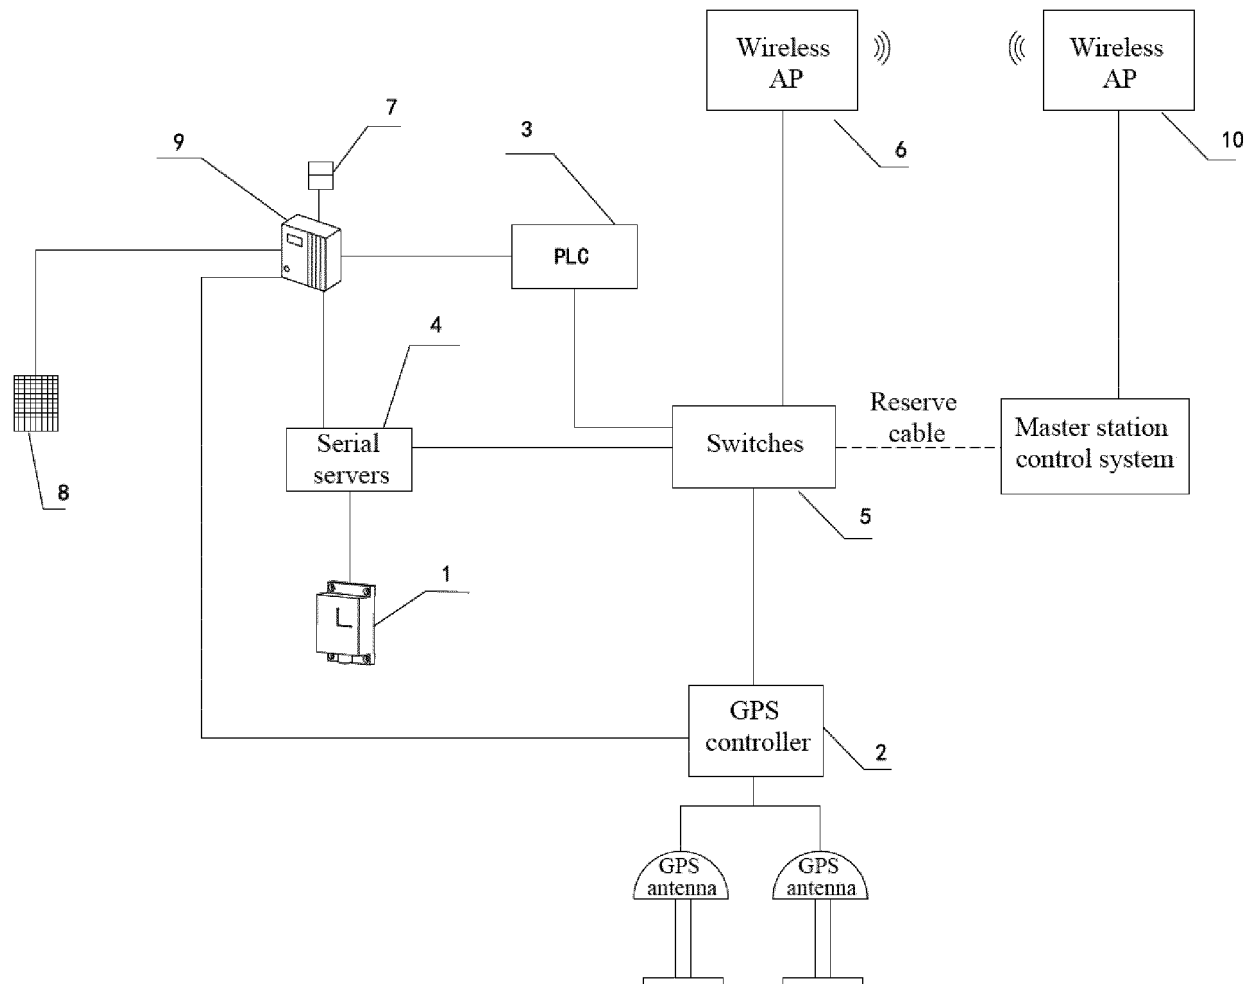 Wireless
AP
6
Wireless
AP
10
7
9
3
PLC
4
Serial
servers
Switches
5
Reserve
cable
Master station
control system
8
1
GPS
controller
2
GPS
antenna
GPS
antenna